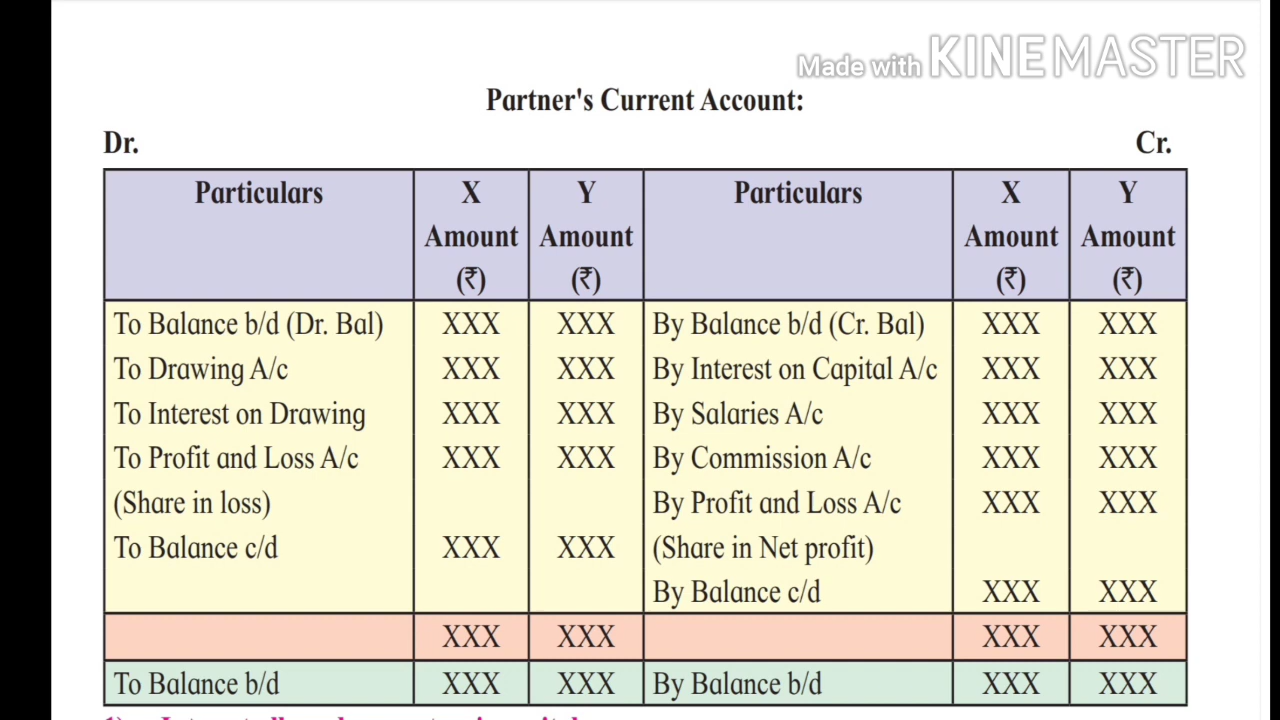 Made with KINEMASTER
Partner's Current Account:
Dr. Cr.
Particulars X Y Particulars X Y
Amount Amount Amount Amount
(₹) (₹) (₹) (₹)
To Balance b/d (Dr. Bal) XXX XXX By Balance b/d (Cr. Bal) XXX XXX
To Drawing A/c XXX XXX By Interest on Capital A/c XXX XXX
To Interest on Drawing XXX XXX By Salaries A/c XXX XXX
To Profit and Loss A/c XXX XXX By Commission A/c XXX XXX
(Share in loss) By Profit and Loss A/c XXX XXX
To Balance c/d XXX XXX (Share in Net profit)
By Balance c/d XXX XXX
XXX XXX XXX XXX
To Balance b/d XXX XXX By Balance b/d XXX XXX